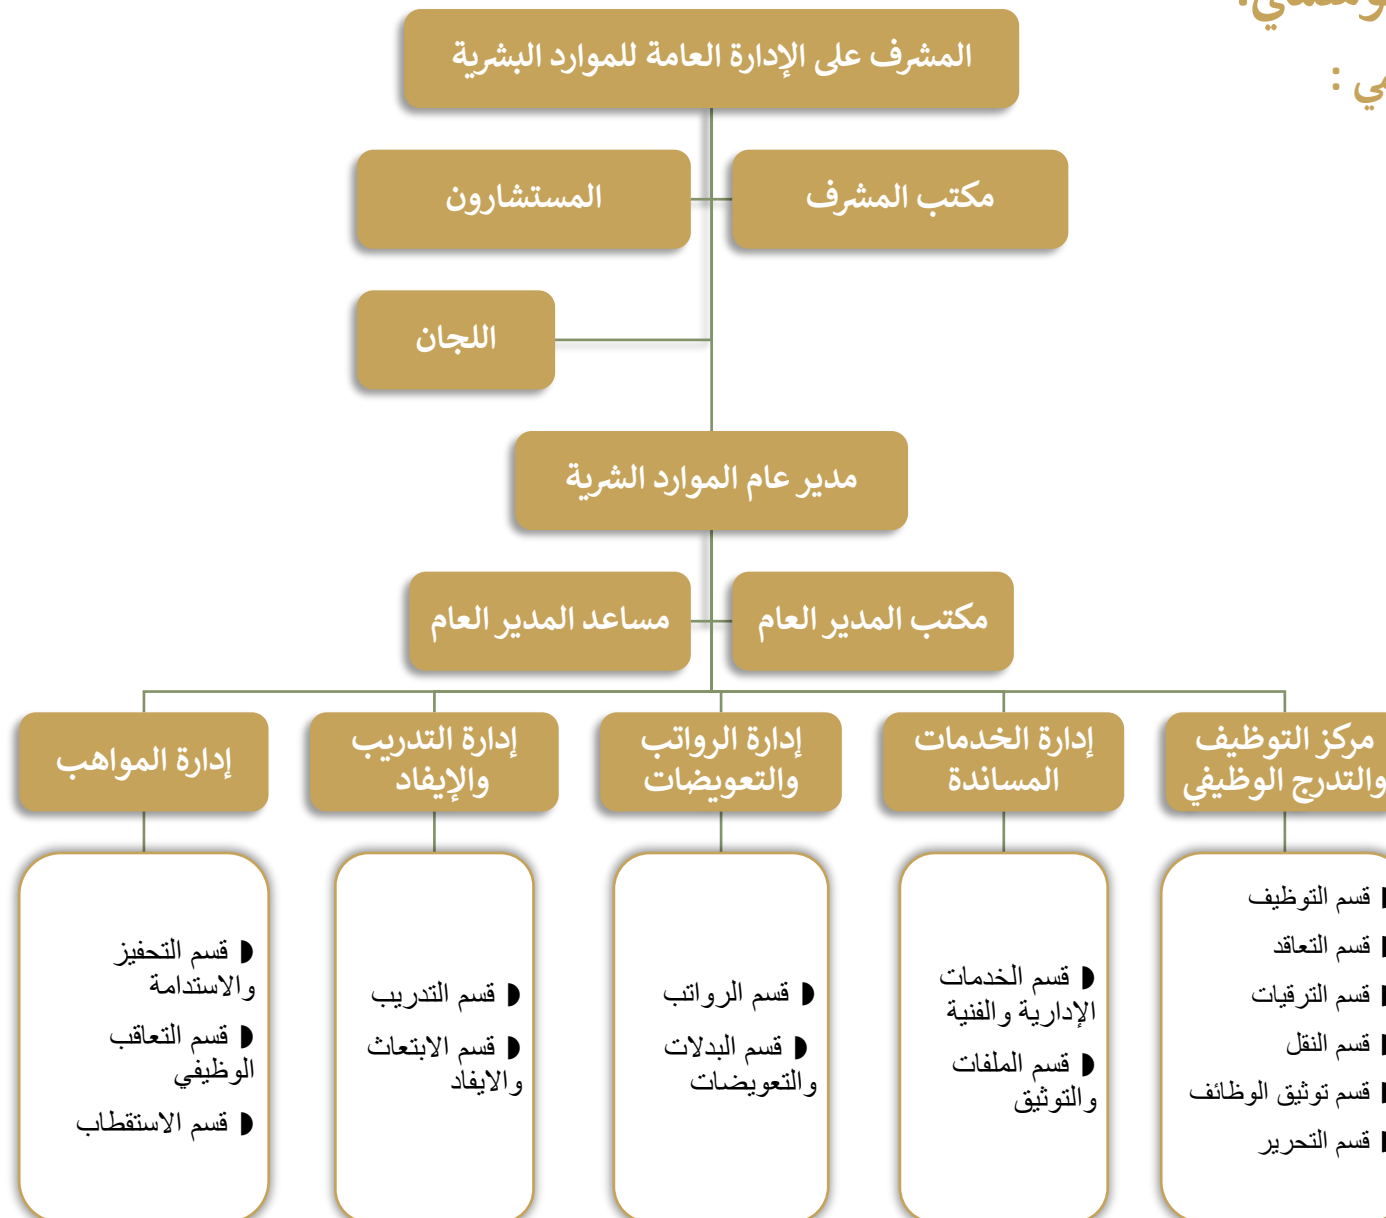 المشرف على الإدارة العامة للموارد البشرية
مكتب المشرف
المستشارون
اللجان
مدير عام الموارد الشرية
مكتب المدير العام
مساعد المدير العام
مركز التوظيف
والتدرج الوظيفي
إدارة الخدمات
المساندة
إدارة الرواتب
والتعويضات
إدارة التدريب
والإيفاد
إدارة المواهب
قسم التوظيف
قسم التعاقد
قسم الترقيات
قسم النقل
قسم توثيق الوظائف
قسم التحرير
◗ قسم الخدمات
الإدارية والفنية
◗ قسم الملفات
والتوثيق
◗ قسم الرواتب
◗ قسم البدلات
والتعويضات
◗ قسم التدريب
◗ قسم الابتعاث
والايفاد
◗ قسم التحفيز
والاستدامة
◗ قسم التعاقب
الوظيفي
◗ قسم الاستقطاب